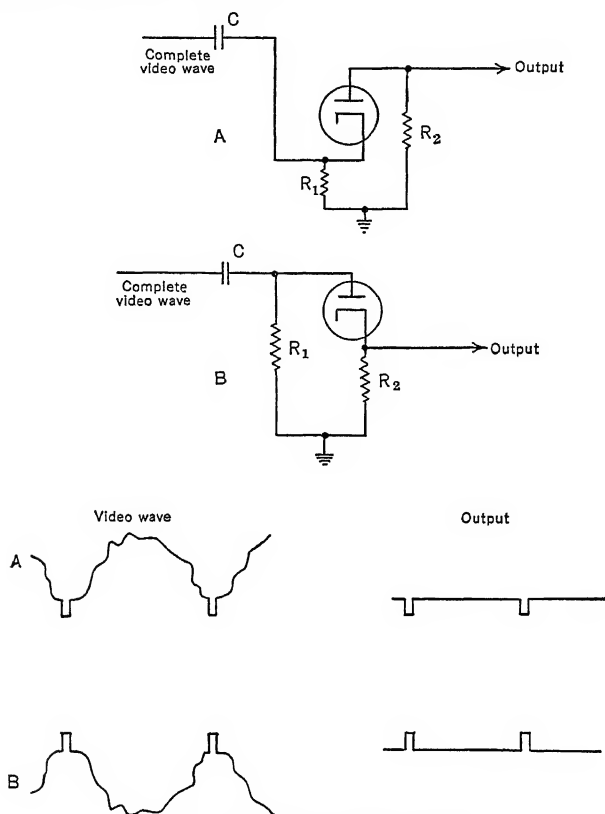 C
Complete
video wave
Output
A
R₂
R₁
C
Complete
video wave
R₁
Output
B
R₂
Video wave
Output
A
B